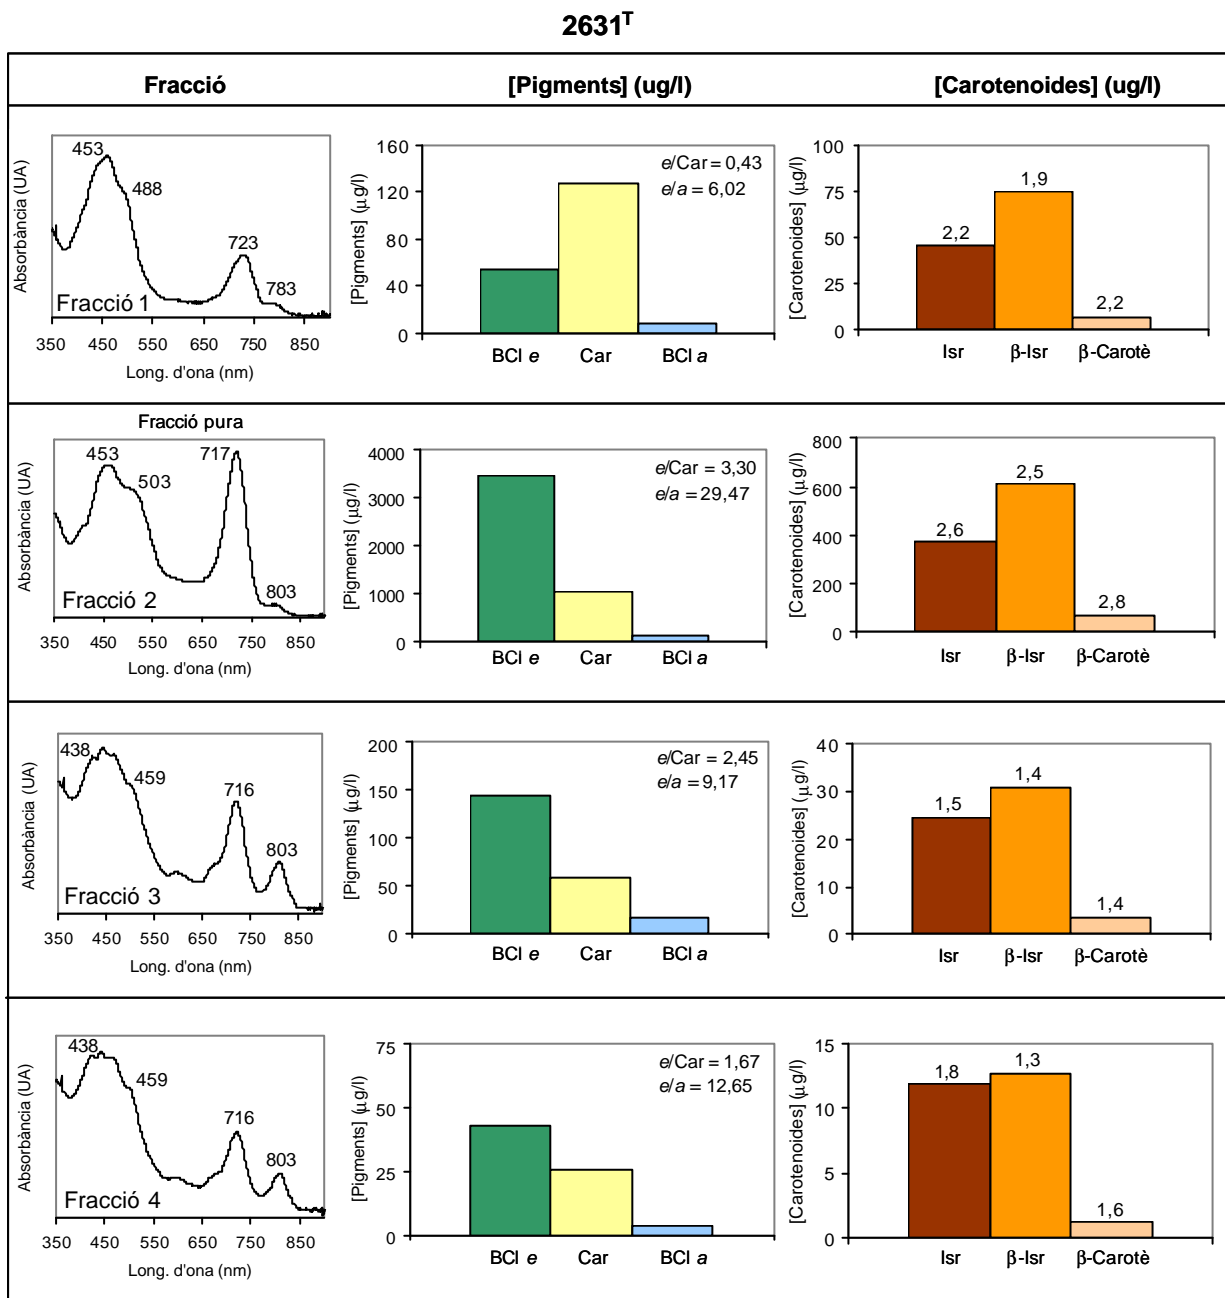 2631ᵀ
Fracció [Pigments] (ug/l) [Carotenoides] (ug/l)
Absorbància (UA)
453
488
723
783
Fracció 1
350 450 550 650 750 850
Long. d'ona (nm)
[Pigments] (µg/l)
160
120
80
40
0
e/Car = 0,43
e/a = 6,02
BCl e Car BCl a
[Carotenoides] (µg/l)
100
75
50
25
0
2,2
1,9
2,2
Isr β-Isr β-Carotè
Fracció pura
Absorbància (UA)
453
503
717
803
Fracció 2
350 450 550 650 750 850
Long. d'ona (nm)
[Pigments] (µg/l)
4000
3000
2000
1000
0
e/Car = 3,30
e/a = 29,47
BCl e Car BCl a
[Carotenoides] (µg/l)
800
600
400
200
0
2,6
2,5
2,8
Isr β-Isr β-Carotè
Absorbància (UA)
438
459
716
803
Fracció 3
350 450 550 650 750 850
Long. d'ona (nm)
[Pigments] (µg/l)
200
150
100
50
0
e/Car = 2,45
e/a = 9,17
BCl e Car BCl a
[Carotenoides] (µg/l)
40
30
20
10
0
1,5
1,4
1,4
Isr β-Isr β-Carotè
Absorbància (UA)
438
459
716
803
Fracció 4
350 450 550 650 750 850
Long. d'ona (nm)
[Pigments] (µg/l)
75
50
25
0
e/Car = 1,67
e/a = 12,65
BCl e Car BCl a
[Carotenoides] (µg/l)
15
10
5
0
1,8
1,3
1,6
Isr β-Isr β-Carotè